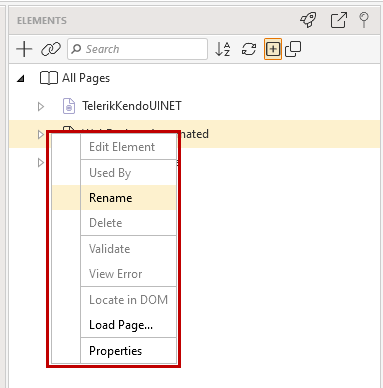 ELEMENTS
Search
All Pages
TelerikKendoUINET
Edit Element
Used By
Rename
Delete
Validate
View Error
Locate in DOM
Load Page...
Properties